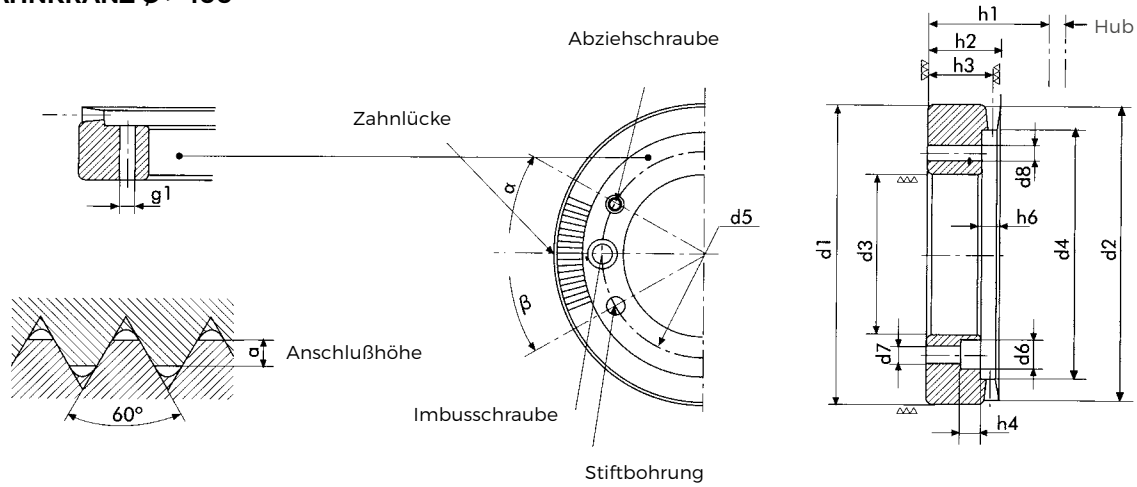 h1
Hub
h2
h3
Abziehschraube
Zahnlücke
g1
α
d5
d8
h6
d1
d3
d4
d2
β
a
Anschlußhöhe
60°
d7
d6
Imbusschraube
h4
Stiftbohrung